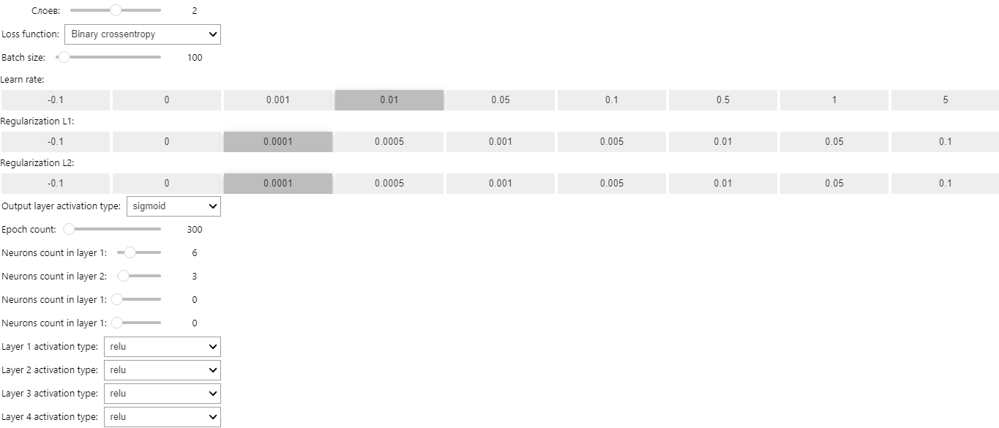 Слоев: 2
Loss function: Binary crossentropy
Batch size: 100
Learn rate:
-0.1 0 0.001 0.01 0.05 0.1 0.5 1 5
Regularization L1:
-0.1 0 0.0001 0.0005 0.001 0.005 0.01 0.05 0.1
Regularization L2:
-0.1 0 0.0001 0.0005 0.001 0.005 0.01 0.05 0.1
Output layer activation type: sigmoid
Epoch count: 300
Neurons count in layer 1: 6
Neurons count in layer 2: 3
Neurons count in layer 1: 0
Neurons count in layer 1: 0
Layer 1 activation type: relu
Layer 2 activation type: relu
Layer 3 activation type: relu
Layer 4 activation type: relu